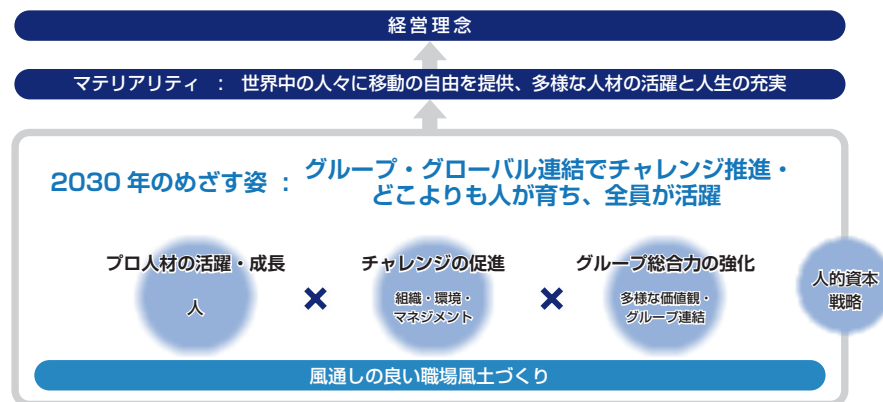 経営理念
マテリアリティ ： 世界中の人々に移動の自由を提供、多様な人材の活躍と人生の充実
2030 年のめざす姿 ： グループ・グローバル連結でチャレンジ推進・
どこよりも人が育ち、全員が活躍
プロ人材の活躍・成長
人
×
チャレンジの促進
組織・環境・
マネジメント
×
グループ総合力の強化
多様な価値観・
グループ連結
人的資本
戦略
風通しの良い職場風土づくり